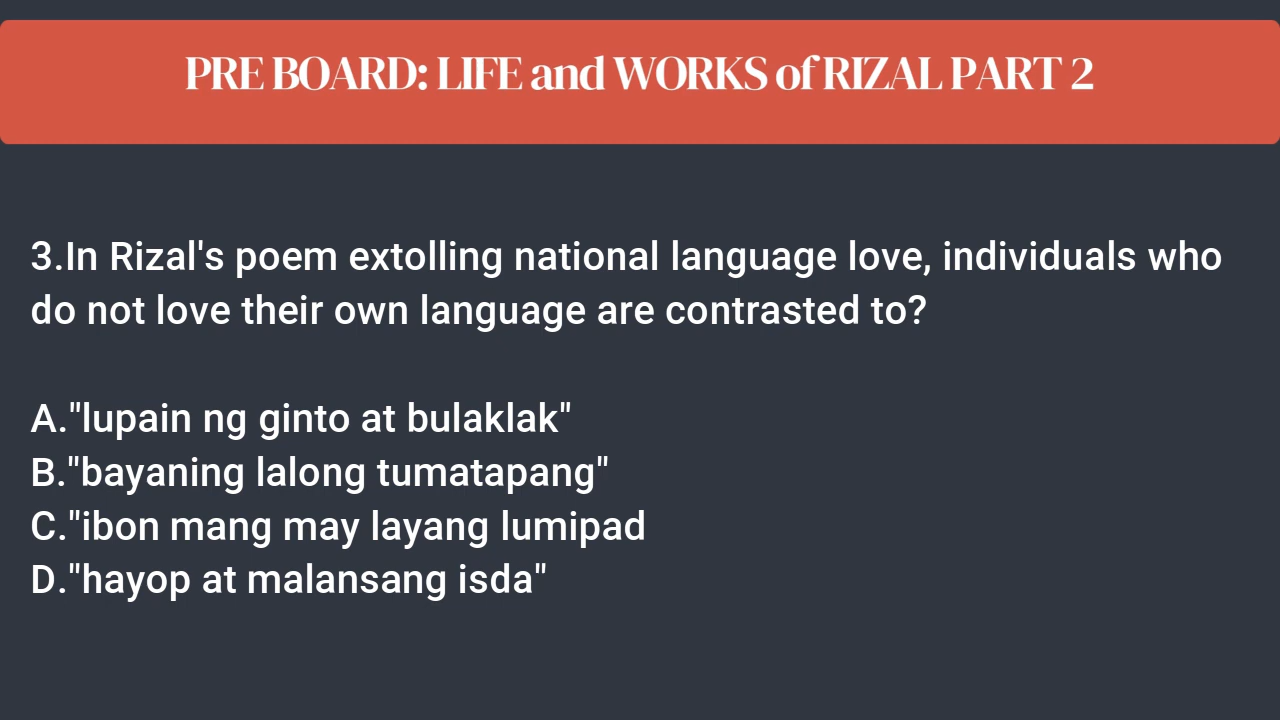 PRE BOARD: LIFE and WORKS of RIZAL PART 2
3.In Rizal's poem extolling national language love, individuals who
do not love their own language are contrasted to?
A."lupain ng ginto at bulaklak"
B."bayaning lalong tumatapang"
C."ibon mang may layang lumipad
D."hayop at malansang isda"